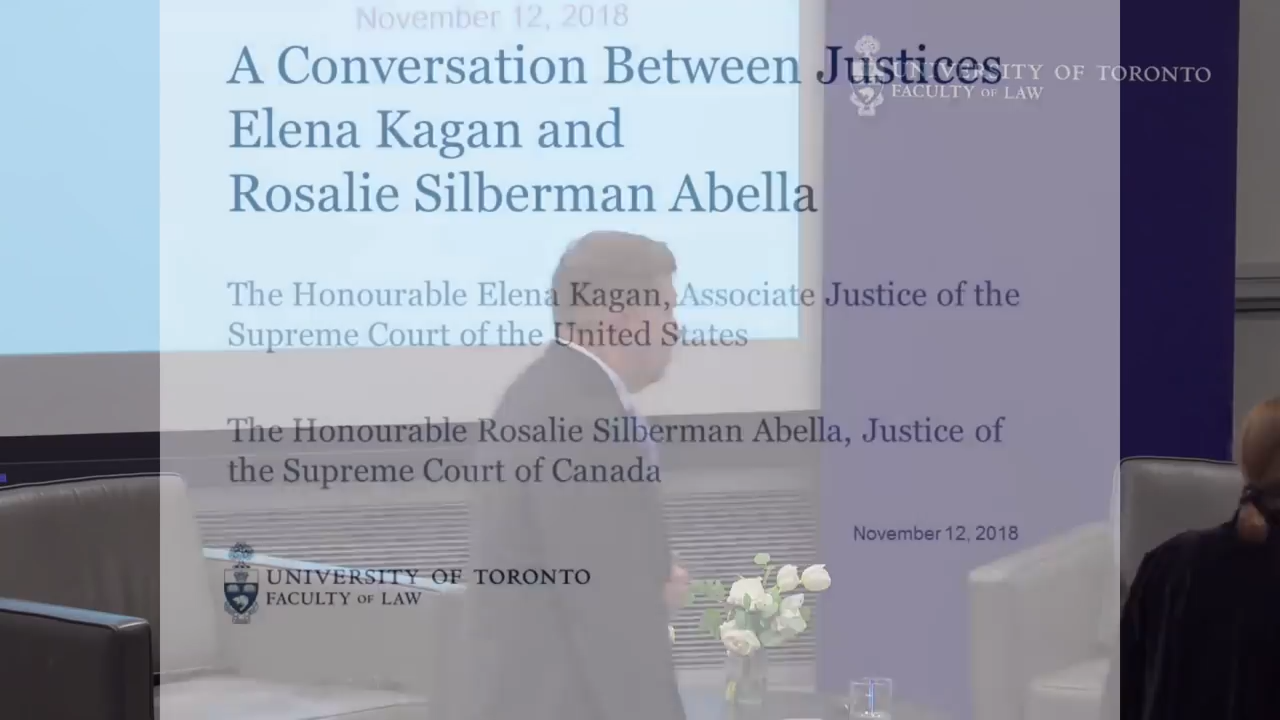 November 12, 2018
A Conversation Between Justices
Elena Kagan and
Rosalie Silberman Abella
UNIVERSITY OF TORONTO
FACULTY OF LAW
The Honourable Elena Kagan, Associate Justice of the
Supreme Court of the United States
The Honourable Rosalie Silberman Abella, Justice of
the Supreme Court of Canada
November 12, 2018
UNIVERSITY OF TORONTO
FACULTY OF LAW